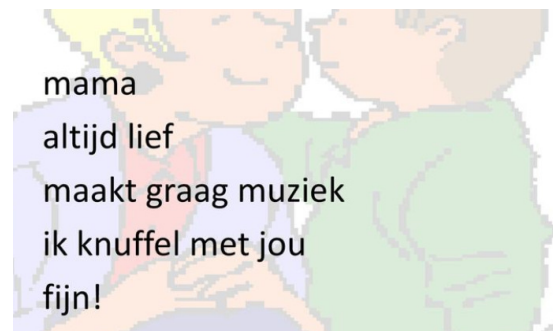 mama
altijd lief
maakt graag muziek
ik knuffel met jou
fijn!